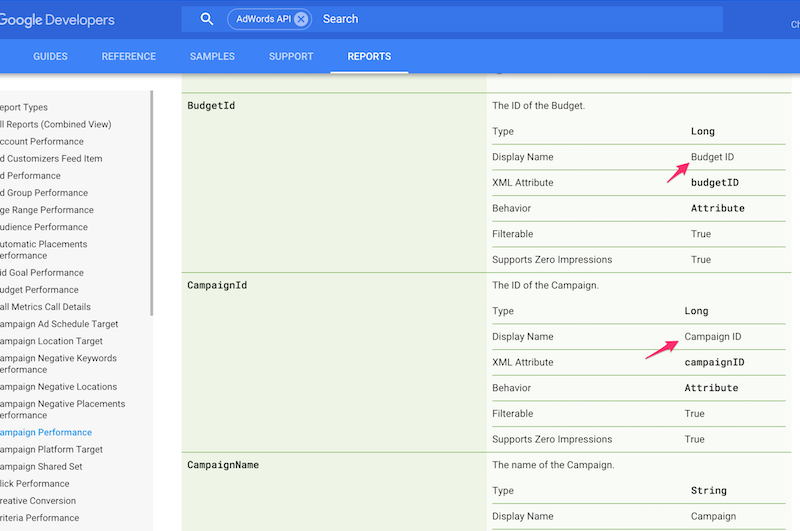 Google Developers
AdWords API
Search
Ch
GUIDES
REFERENCE
SAMPLES
SUPPORT
REPORTS
eport Types
ll Reports (Combined View)
ccount Performance
d Customizers Feed Item
d Performance
d Group Performance
ge Range Performance
udience Performance
utomatic Placements
erformance
id Goal Performance
udget Performance
all Metrics Call Details
ampaign Ad Schedule Target
ampaign Location Target
ampaign Negative Keywords
erformance
ampaign Negative Locations
ampaign Negative Placements
erformance
ampaign Performance
ampaign Platform Target
ampaign Shared Set
lick Performance
reative Conversion
riteria Performance
BudgetId
The ID of the Budget.
Type Long
Display Name Budget ID
XML Attribute budgetID
Behavior Attribute
Filterable True
Supports Zero Impressions True
CampaignId
The ID of the Campaign.
Type Long
Display Name Campaign ID
XML Attribute campaignID
Behavior Attribute
Filterable True
Supports Zero Impressions True
CampaignName
The name of the Campaign.
Type String
Display Name Campaign